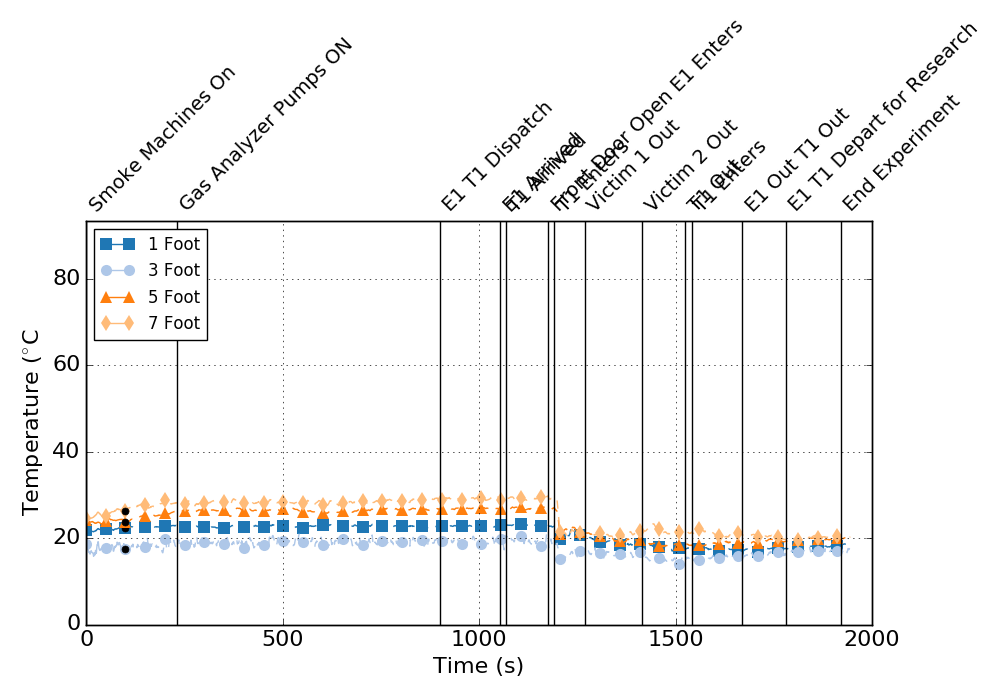 Smoke Machines On
Gas Analyzer Pumps ON
E1 T1 Dispatch
E1 Arrived
T1 Arrived
Front Door Open E1 Enters
T1 Enters
Victim 1 Out
Victim 2 Out
T1 Out
T1 Enters
E1 Out T1 Out
E1 T1 Depart for Research
End Experiment
1 Foot
3 Foot
5 Foot
7 Foot
80
60
40
20
0
Temperature (°C
0 500 1000 1500 2000
Time (s)